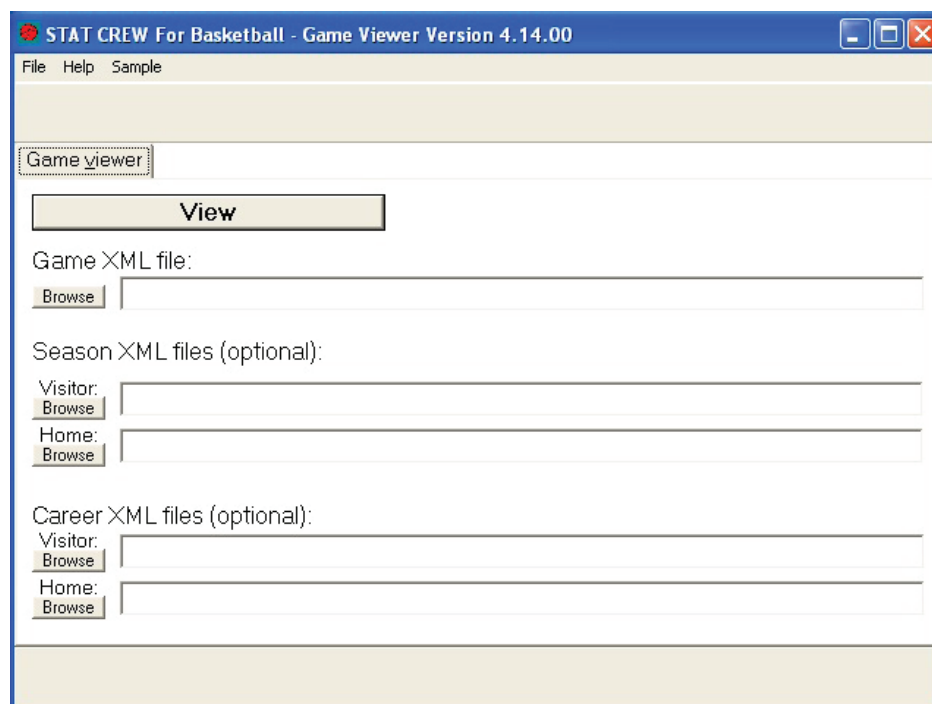 STAT CREW For Basketball - Game Viewer Version 4.14.00
File Help Sample
Game viewer
View
Game XML file:
Browse
Season XML files (optional):
Visitor:
Browse
Home:
Browse
Career XML files (optional):
Visitor:
Browse
Home:
Browse